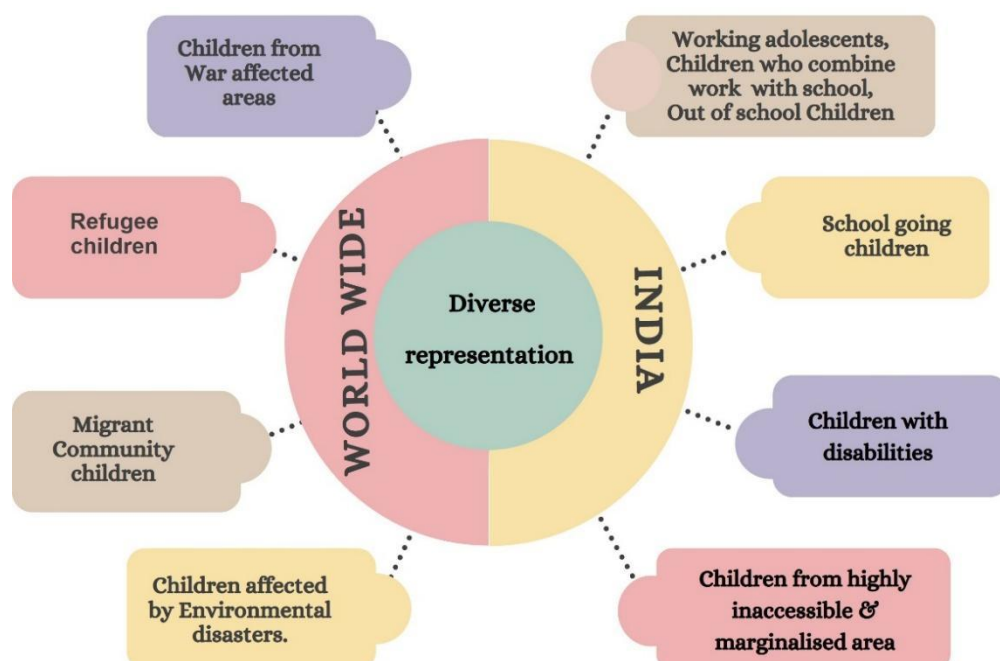 Children from
War affected
areas
Refugee
children
Migrant
Community
children
Children affected
by Environmental
disasters.
WORLD WIDE
Diverse
representation
INDIA
Working adolescents,
Children who combine
work with school,
Out of school Children
School going
children
Children with
disabilities
Children from highly
inaccessible &
marginalised area